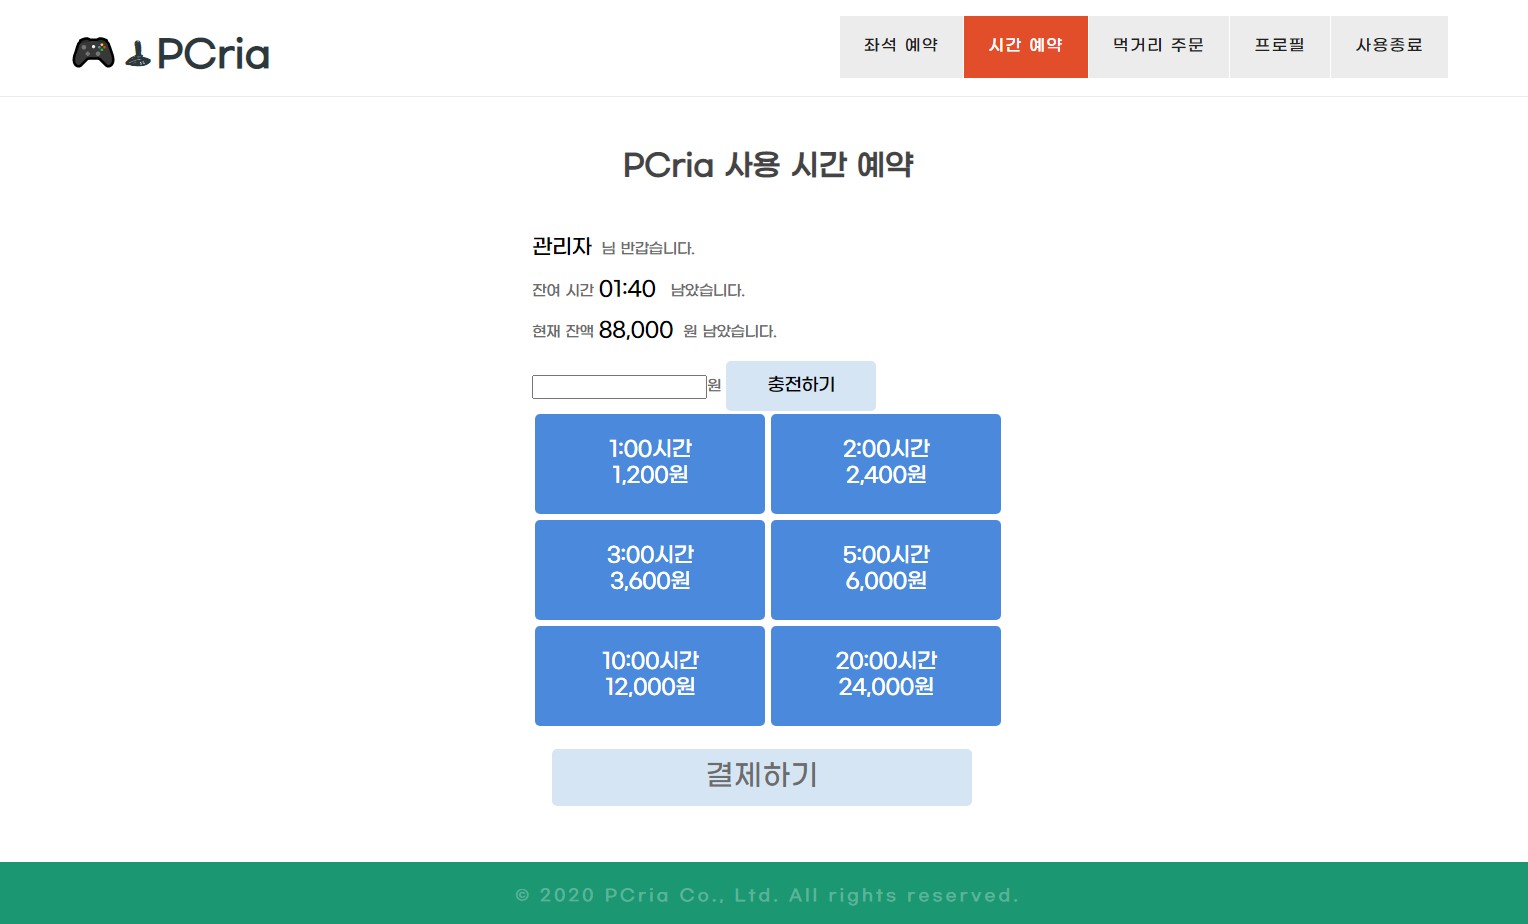 PCria
좌석 예약 시간 예약 먹거리 주문 프로필 사용종료
PCria 사용 시간 예약
관리자 님 반갑습니다.
잔여 시간 01:40 남았습니다.
현재 잔액 88,000 원 남았습니다.
원 충전하기
1:00시간
1,200원
2:00시간
2,400원
3:00시간
3,600원
5:00시간
6,000원
10:00시간
12,000원
20:00시간
24,000원
결제하기
© 2020 PCria Co., Ltd. All rights reserved.